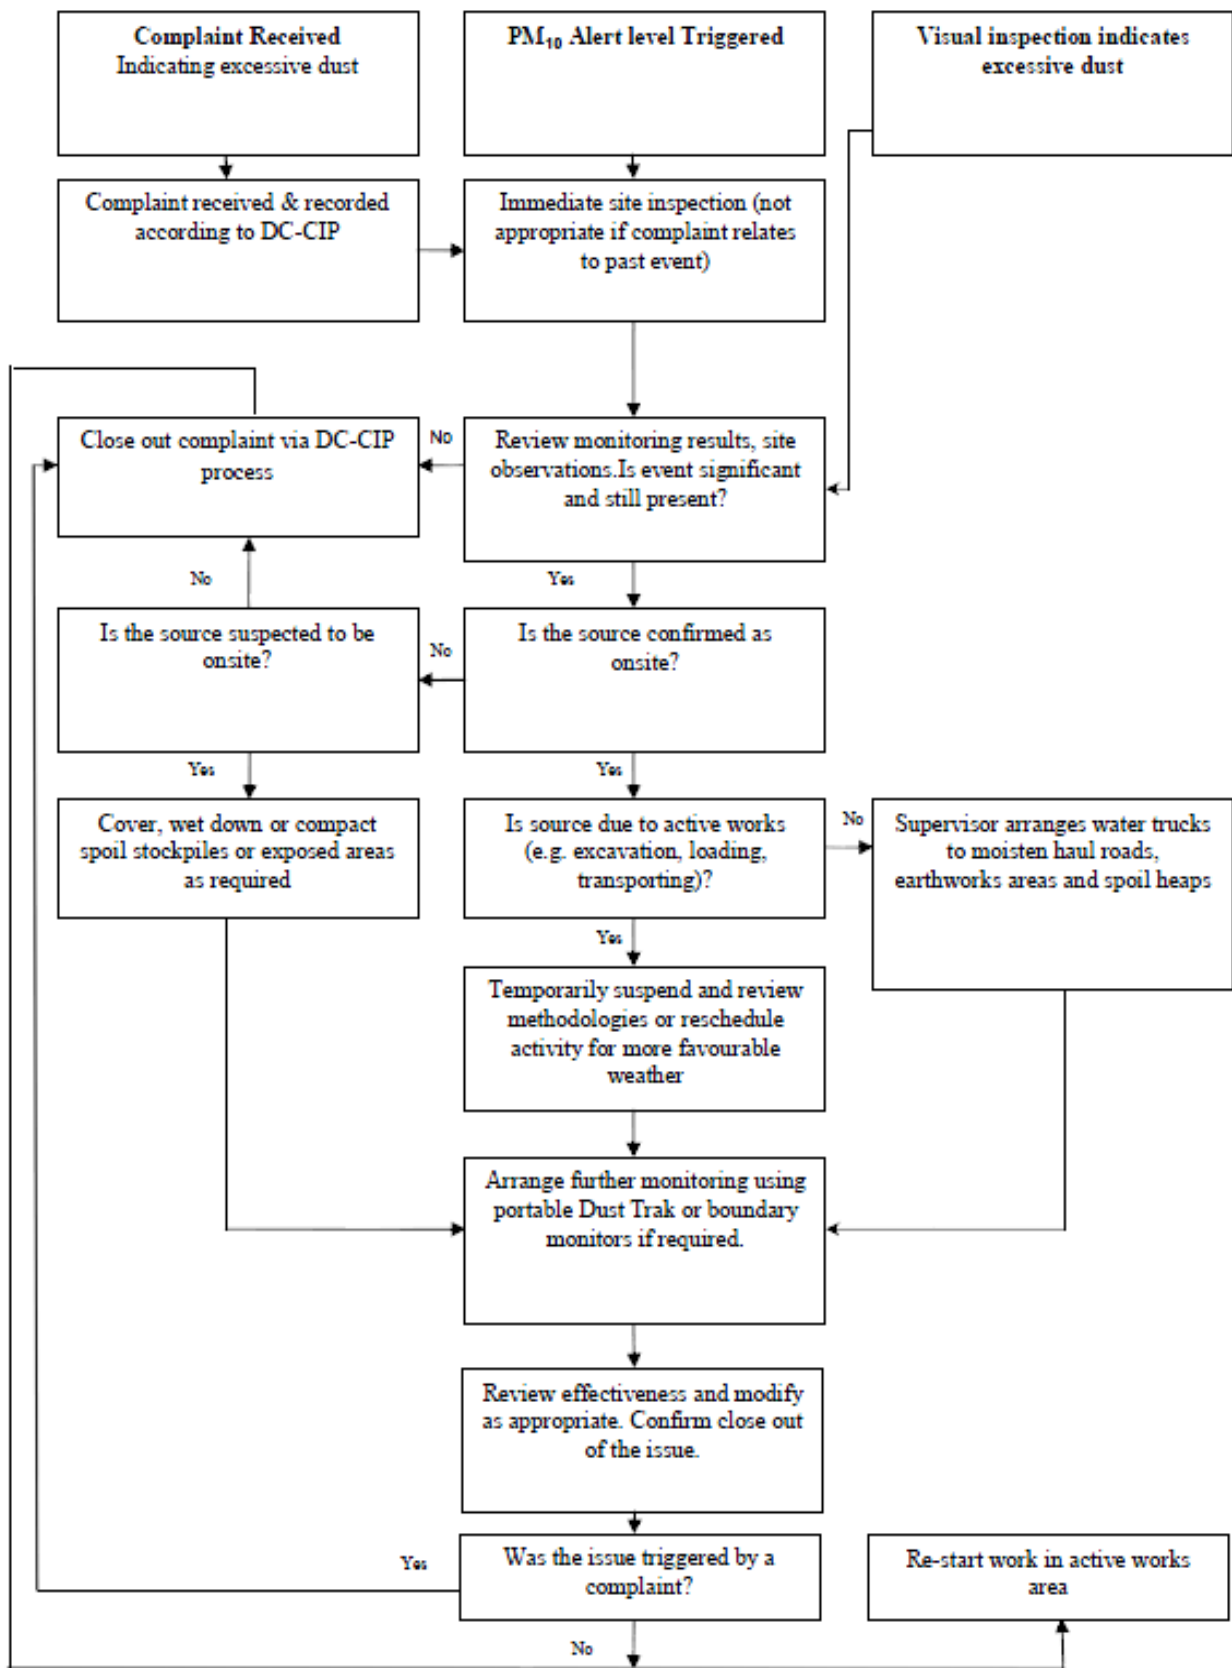 Complaint Received
Indicating excessive dust
PM10 Alert level Triggered
Visual inspection indicates
excessive dust
Complaint received & recorded
according to DC-CIP
Immediate site inspection (not
appropriate if complaint relates
to past event)
Close out complaint via DC-CIP
process
No
Review monitoring results, site
observations.Is event significant
and still present?
No
Yes
Is the source suspected to be
onsite?
No
Is the source confirmed as
onsite?
Yes
Yes
Cover, wet down or compact
spoil stockpiles or exposed areas
as required
Is source due to active works
(e.g. excavation, loading,
transporting)?
No
Supervisor arranges water trucks
to moisten haul roads,
earthworks areas and spoil heaps
Yes
Temporarily suspend and review
methodologies or reschedule
activity for more favourable
weather
Arrange further monitoring using
portable Dust Trak or boundary
monitors if required.
Review effectiveness and modify
as appropriate. Confirm close out
of the issue.
Yes
Was the issue triggered by a
complaint?
Re-start work in active works
area
No